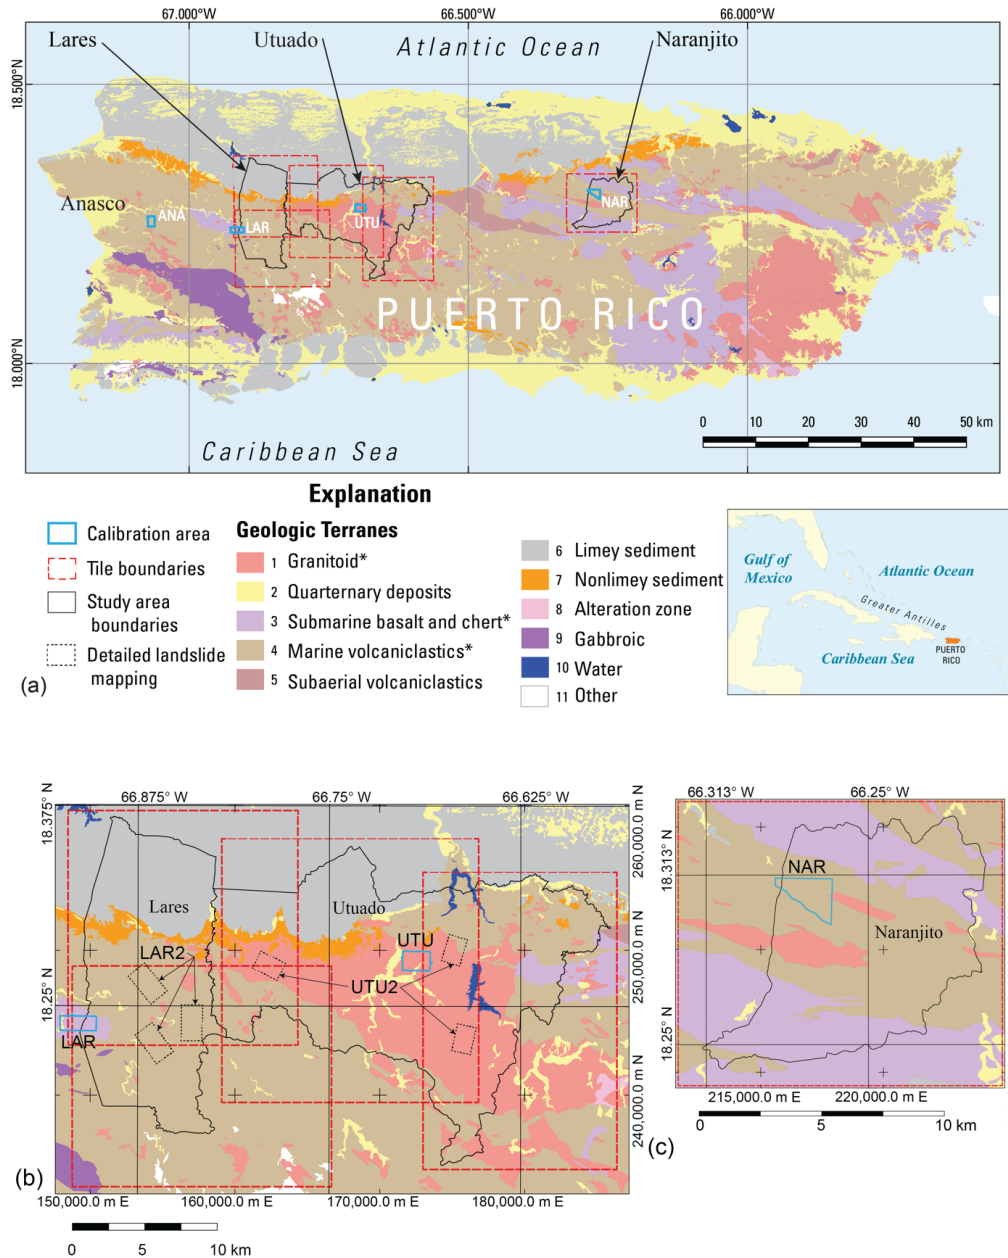 67.000°W 66.500°W 66.000°W
Lares Utuado Atlantic Ocean Naranjito
18.500°N
Anasco
ANA
LAR
UTU
NAR
PUERTO RICO
18.000°N
0 10 20 30 40 50 km
Caribbean Sea
Explanation
Calibration area
Tile boundaries
Study area
boundaries
Detailed landslide
mapping
(a)
Geologic Terranes
1 Granitoid*
2 Quarternary deposits
3 Submarine basalt and chert*
4 Marine volcaniclastics*
5 Subaerial volcaniclastics
6 Limey sediment
7 Nonlimey sediment
8 Alteration zone
9 Gabbroic
10 Water
11 Other
Gulf of
Mexico
Atlantic Ocean
Greater Antilles
Caribbean Sea
PUERTO
RICO
66.875° W 66.75° W 66.625° W
18.375° N
18.25° N
260,000.0 m N
250,000.0 m N
240,000.0 m N
Lares
Utuado
LAR2
UTU
UTU2
LAR
(b)
150,000.0 m E 160,000.0 m E 170,000.0 m E 180,000.0 m E
0 5 10 km
66.313° W 66.25° W
18.313° N
18.25° N
NAR
Naranjito
215,000.0 m E 220,000.0 m E
(c)
0 5 10 km